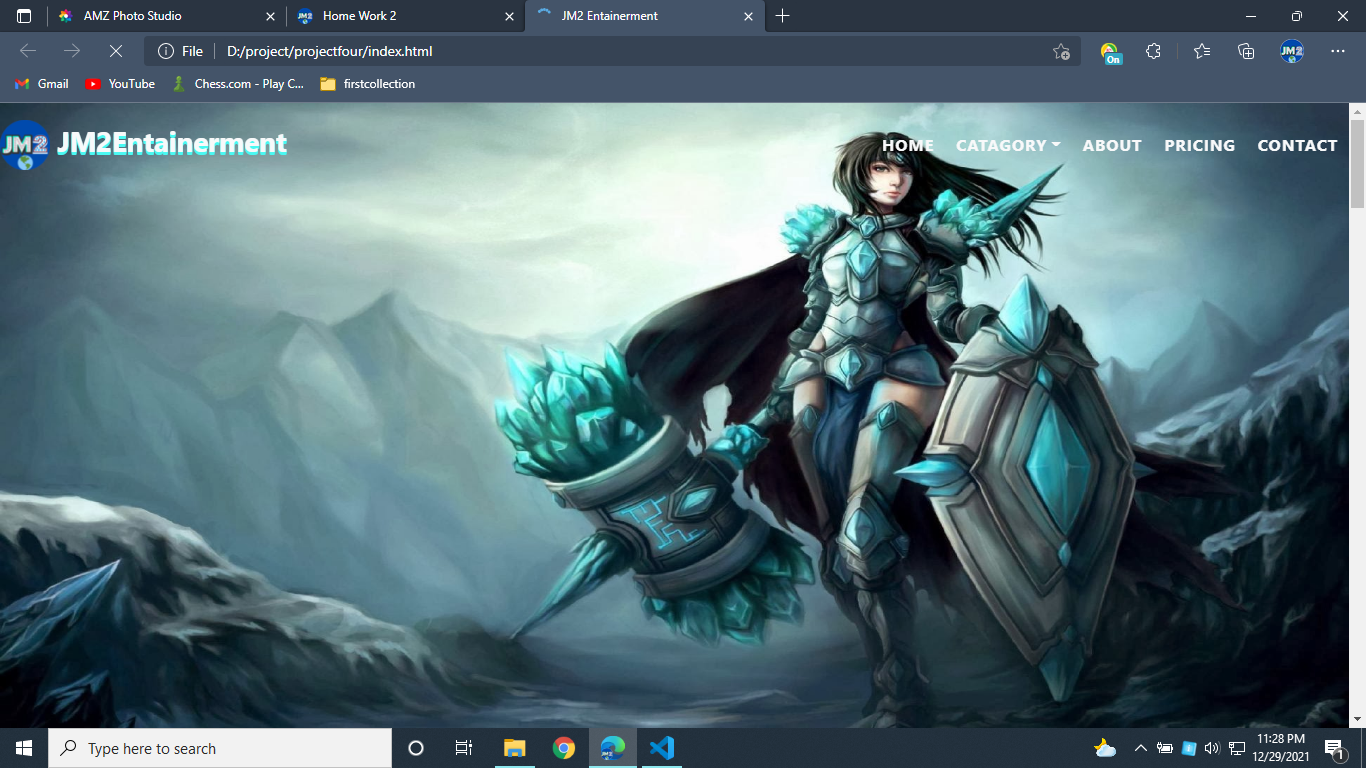 AMZ Photo Studio
Home Work 2
JM2 Entainerment
File
D:/project/projectfour/index.html
On
JM2
Gmail
YouTube
Chess.com - Play C...
firstcollection
JM2
JM2Entainerment
HOME
CATAGORY
ABOUT
PRICING
CONTACT
Type here to search
11:28 PM
12/29/2021
1